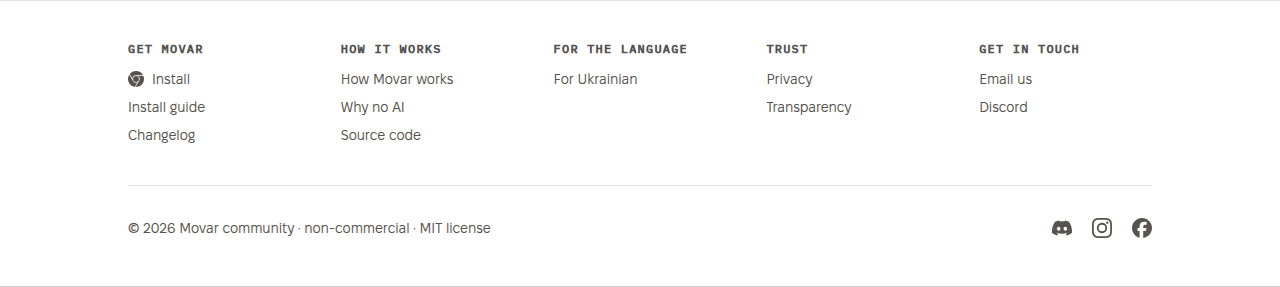 GET MOVAR
Install
Install guide
Changelog
HOW IT WORKS
How Movar works
Why no AI
Source code
FOR THE LANGUAGE
For Ukrainian
TRUST
Privacy
Transparency
GET IN TOUCH
Email us
Discord
© 2026 Movar community · non-commercial · MIT license